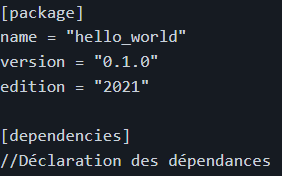 [package]
name = "hello_world"
version = "0.1.0"
edition = "2021"
[dependencies]
//Déclaration des dépendances